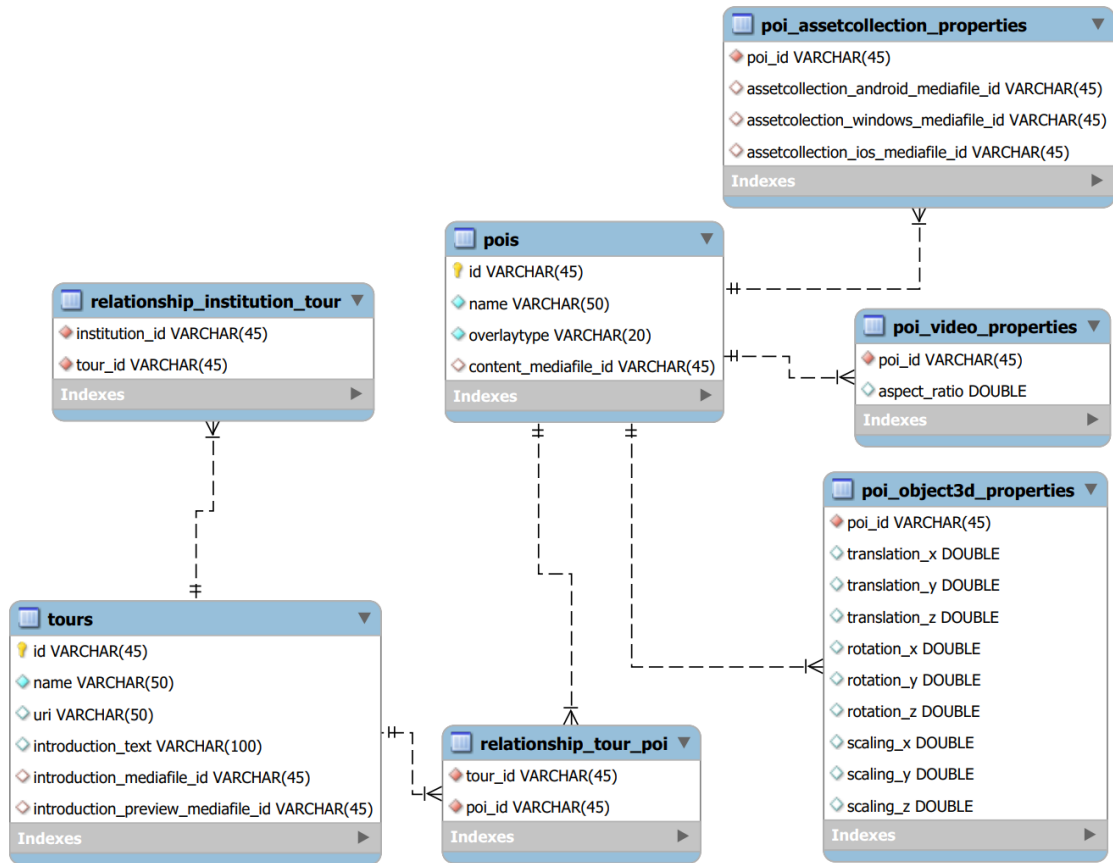 poi_assetcollection_properties
poi_id VARCHAR(45)
assetcollection_android_mediafile_id VARCHAR(45)
assetcolection_windows_mediafile_id VARCHAR(45)
assetcollection_ios_mediafile_id VARCHAR(45)
Indexes
pois
id VARCHAR(45)
name VARCHAR(50)
overlaytype VARCHAR(20)
content_mediafile_id VARCHAR(45)
Indexes
relationship_institution_tour
institution_id VARCHAR(45)
tour_id VARCHAR(45)
Indexes
poi_video_properties
poi_id VARCHAR(45)
aspect_ratio DOUBLE
Indexes
poi_object3d_properties
poi_id VARCHAR(45)
translation_x DOUBLE
translation_y DOUBLE
translation_z DOUBLE
rotation_x DOUBLE
rotation_y DOUBLE
rotation_z DOUBLE
scaling_x DOUBLE
scaling_y DOUBLE
scaling_z DOUBLE
Indexes
tours
id VARCHAR(45)
name VARCHAR(50)
uri VARCHAR(50)
introduction_text VARCHAR(100)
introduction_mediafile_id VARCHAR(45)
introduction_preview_mediafile_id VARCHAR(45)
Indexes
relationship_tour_poi
tour_id VARCHAR(45)
poi_id VARCHAR(45)
Indexes